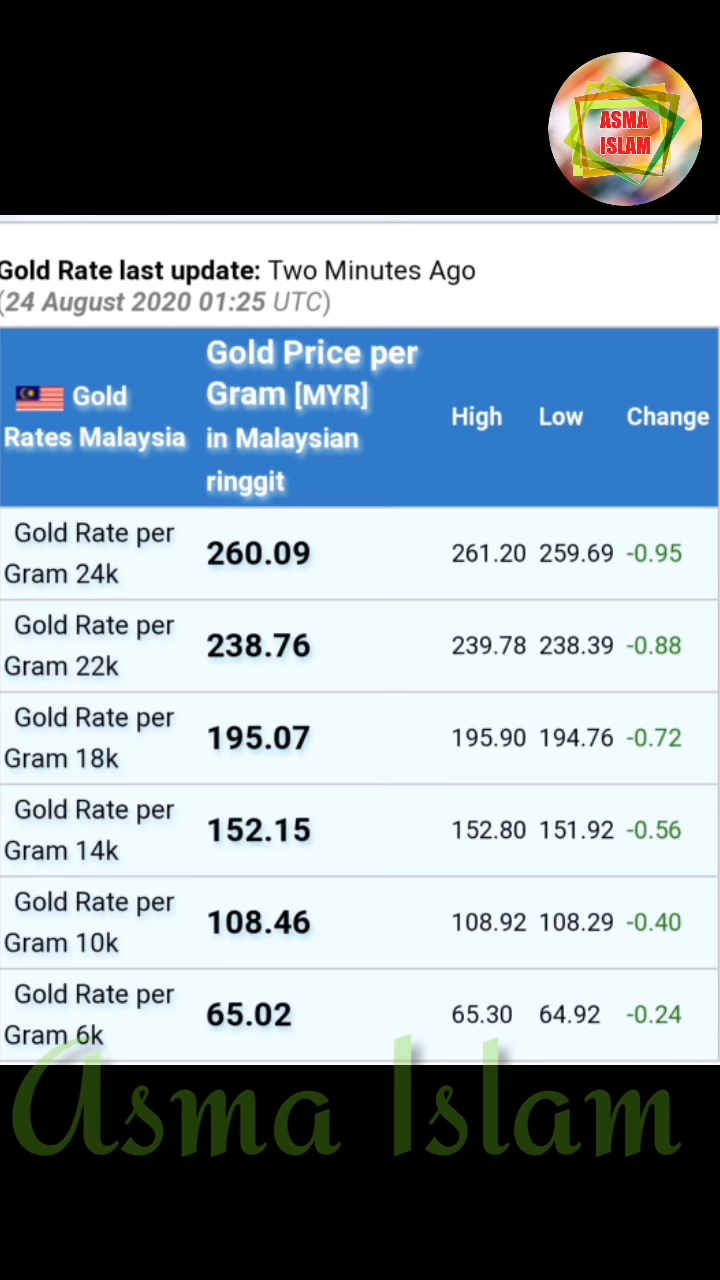 ASMA
ISLAM
Gold Rate last update: Two Minutes Ago
(24 August 2020 01:25 UTC)
Gold
Rates Malaysia
Gold Price per
Gram [MYR]
in Malaysian
ringgit
High Low Change
Gold Rate per
Gram 24k
260.09 261.20 259.69 -0.95
Gold Rate per
Gram 22k
238.76 239.78 238.39 -0.88
Gold Rate per
Gram 18k
195.07 195.90 194.76 -0.72
Gold Rate per
Gram 14k
152.15 152.80 151.92 -0.56
Gold Rate per
Gram 10k
108.46 108.92 108.29 -0.40
Gold Rate per
Gram 6k
65.02 65.30 64.92 -0.24
Asma Islam